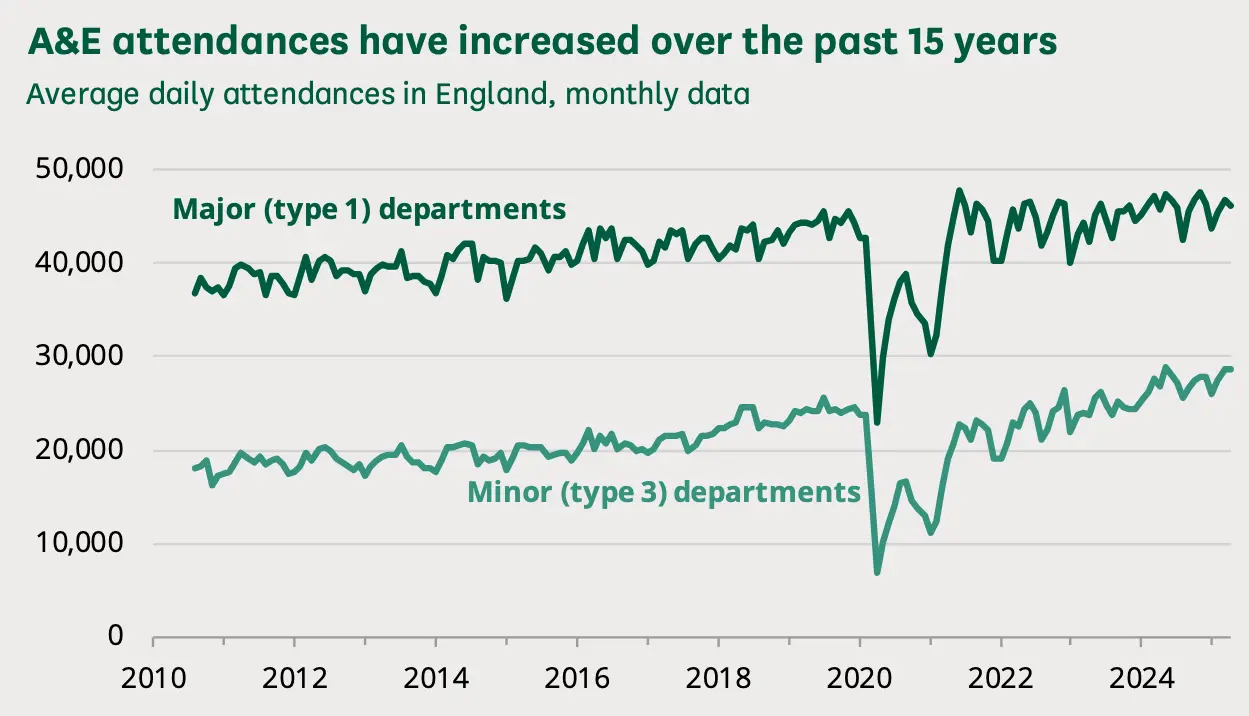 A&E attendances have increased over the past 15 years
Average daily attendances in England, monthly data
50,000
Major (type 1) departments
40,000
30,000
20,000
Minor (type 3) departments
10,000
0
2010 2012 2014 2016 2018 2020 2022 2024